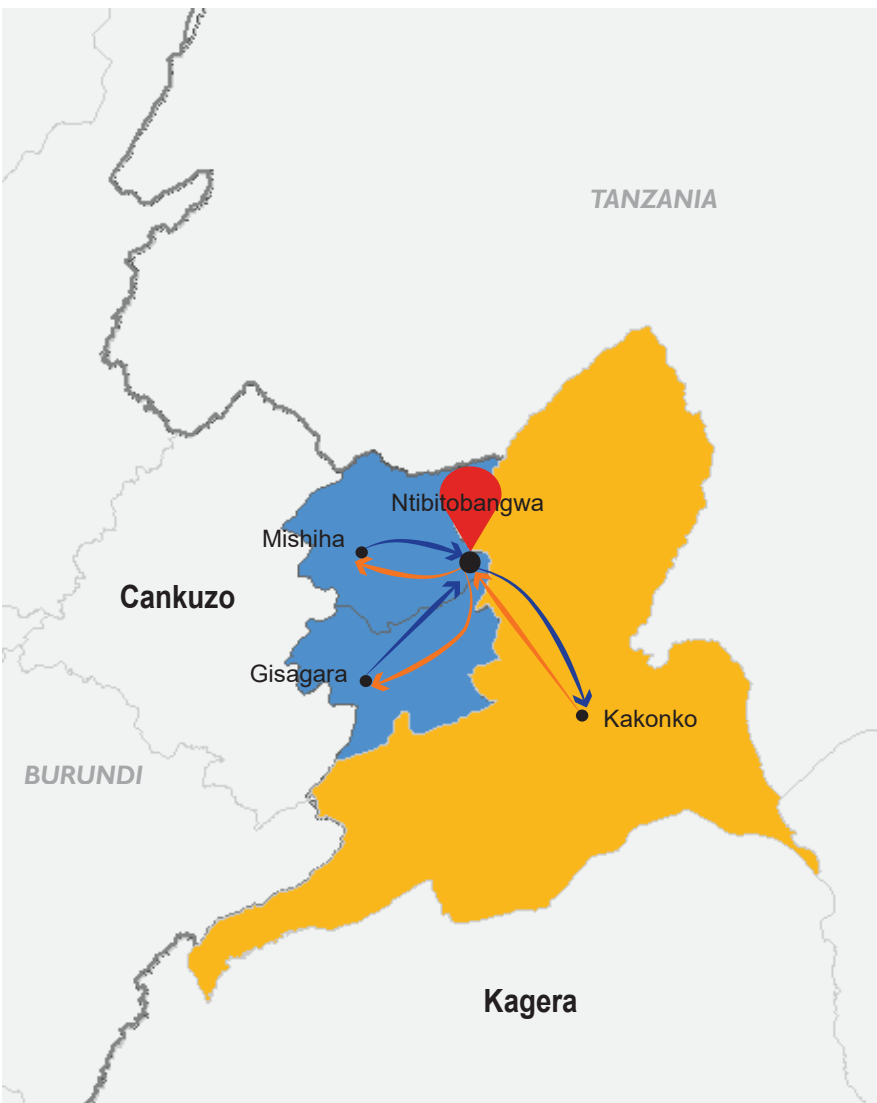 TANZANIA
Ntibitobangwa
Mishiha
Cankuzo
Gisagara
Kakonko
BURUNDI
Kagera